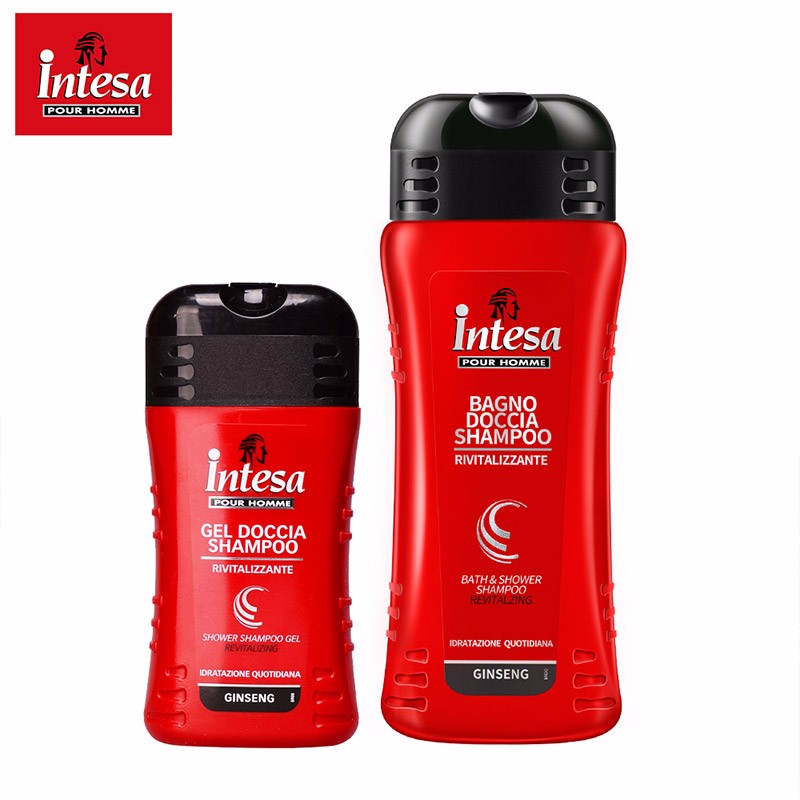 intesa
POUR HOMME
intesa
POUR HOMME
GEL DOCCIA
SHAMPOO
RIVITALIZZANTE
SHOWER SHAMPOO GEL
REVITALIZING
IDRATAZIONE QUOTIDIANA
GINSENG
intesa
POUR HOMME
BAGNO
DOCCIA
SHAMPOO
RIVITALIZZANTE
BATH & SHOWER
SHAMPOO
REVITALZING
IDRATAZIONE QUOTIDIANA
GINSENG